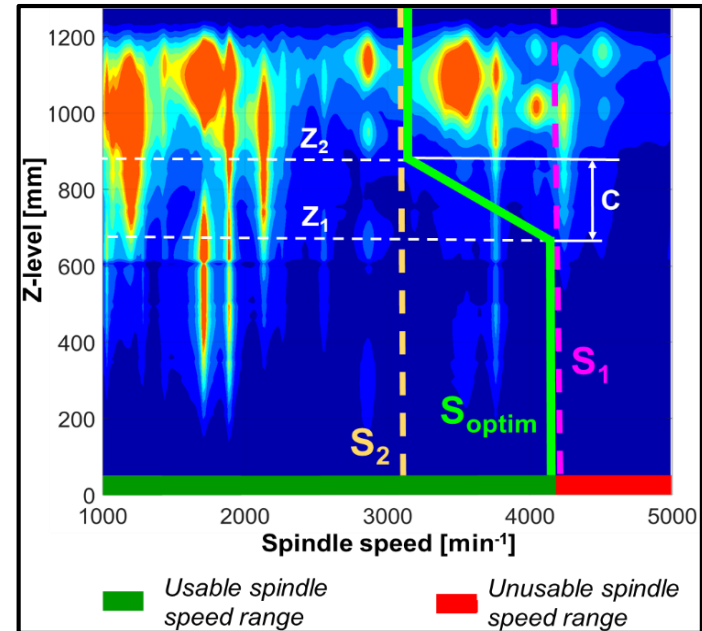 1200
1000
800
600
400
200
0
Z-level [mm]
Z₂
Z₁
C
S₁
Sₒₚₜᵢₘ
S₂
1000 2000 3000 4000 5000
Spindle speed [min⁻¹]
Usable spindle
speed range
Unusable spindle
speed range